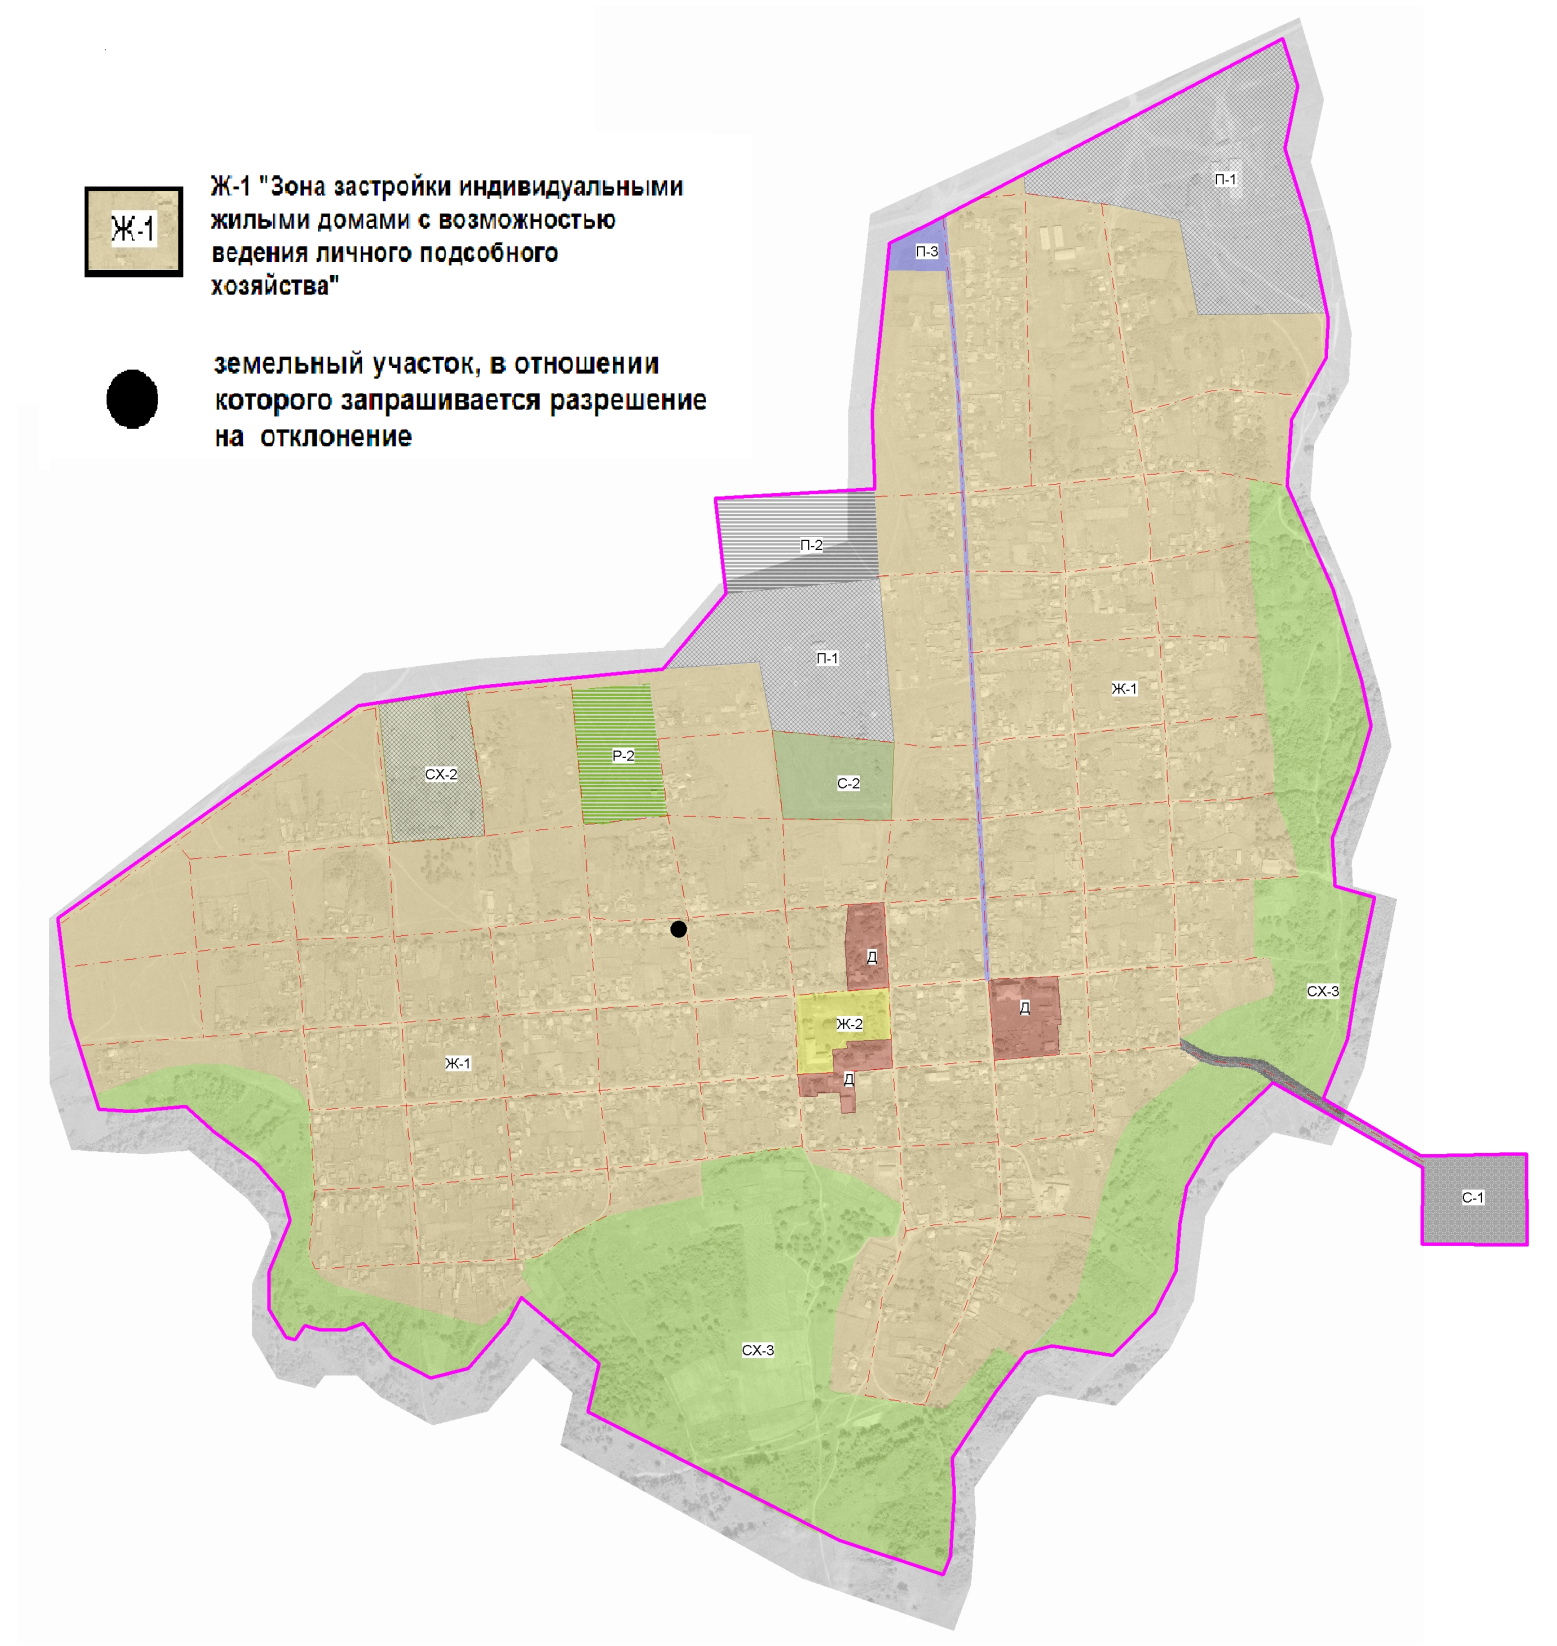 Ж-1 "Зона застройки индивидуальными
жилыми домами с возможностью
ведения личного подсобного
хозяйства"
Ж-1
земельный участок, в отношении
которого запрашивается разрешение
на отклонение
П-1
П-3
П-2
П-1
Ж-1
Р-2
СХ-2
С-2
Д
СХ-3
Д
Ж-2
Ж-1
Д
С-1
СХ-3